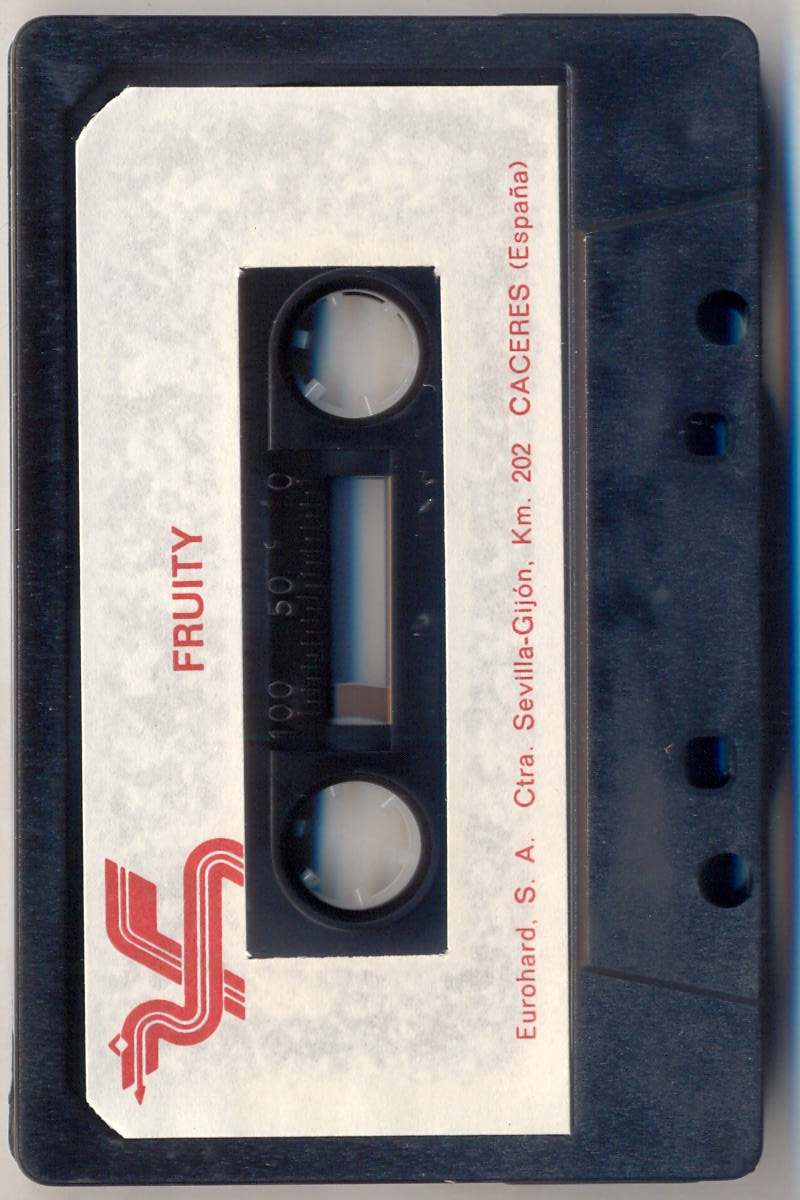 FRUITY
100 50 0
Eurohard, S. A. Ctra. Sevilla-Gijón, Km. 202 CACERES (España)